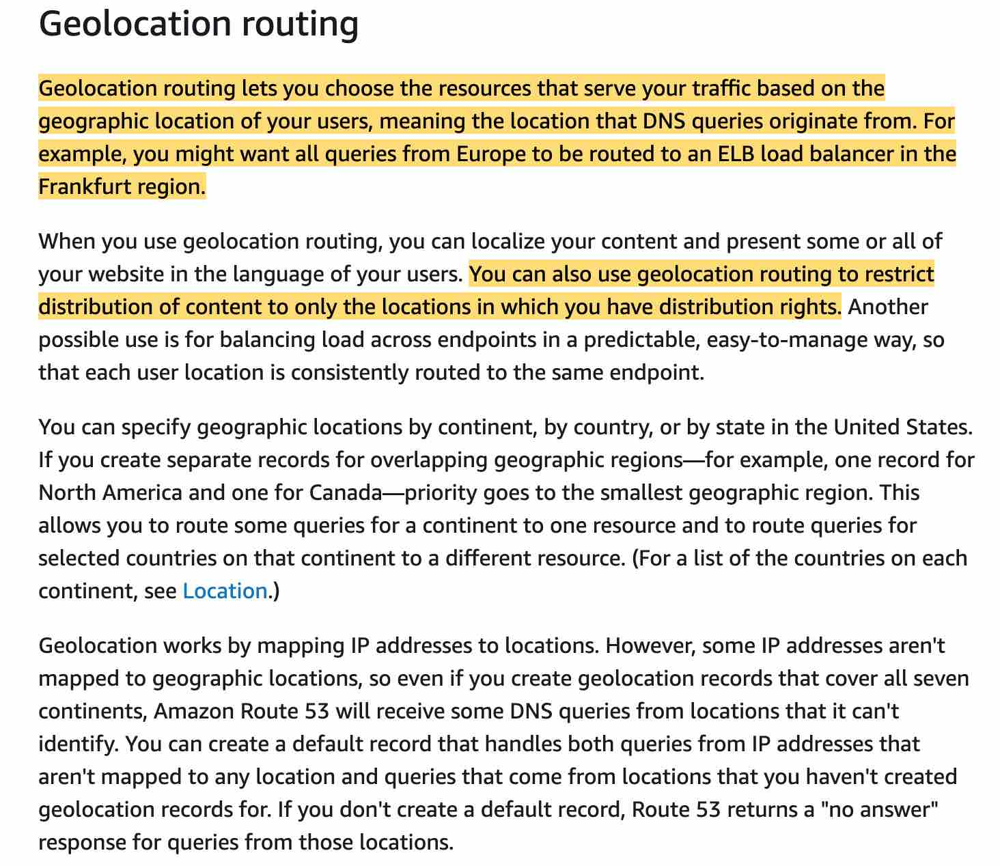 Geolocation routing
Geolocation routing lets you choose the resources that serve your traffic based on the
geographic location of your users, meaning the location that DNS queries originate from. For
example, you might want all queries from Europe to be routed to an ELB load balancer in the
Frankfurt region.
When you use geolocation routing, you can localize your content and present some or all of
your website in the language of your users. You can also use geolocation routing to restrict
distribution of content to only the locations in which you have distribution rights. Another
possible use is for balancing load across endpoints in a predictable, easy-to-manage way, so
that each user location is consistently routed to the same endpoint.
You can specify geographic locations by continent, by country, or by state in the United States.
If you create separate records for overlapping geographic regions—for example, one record for
North America and one for Canada—priority goes to the smallest geographic region. This
allows you to route some queries for a continent to one resource and to route queries for
selected countries on that continent to a different resource. (For a list of the countries on each
continent, see Location.)
Geolocation works by mapping IP addresses to locations. However, some IP addresses aren't
mapped to geographic locations, so even if you create geolocation records that cover all seven
continents, Amazon Route 53 will receive some DNS queries from locations that it can't
identify. You can create a default record that handles both queries from IP addresses that
aren't mapped to any location and queries that come from locations that you haven't created
geolocation records for. If you don't create a default record, Route 53 returns a "no answer"
response for queries from those locations.